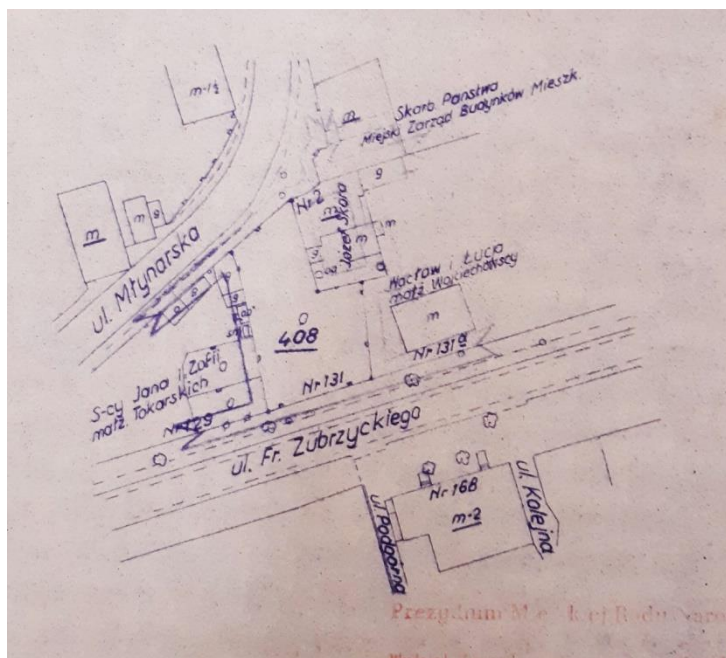 m-1½
m
Skarb Państwa
Miejski Zarząd Budynków Mieszk.
g
Nr 2
m
m
g
m
Józef Skóra
m
m
ul. Młynarska
Wacław i Łucja
małż. Wojciechowscy
m
g
408
Nr 131 a
S-cy Jana i Zofii
małż. Tokarskich
Nr 131
Nr 129
ul. Fr. Zubrzyckiego
Nr 168
m-2
ul. Podgórna
ul. Kolejna
Prezydium M